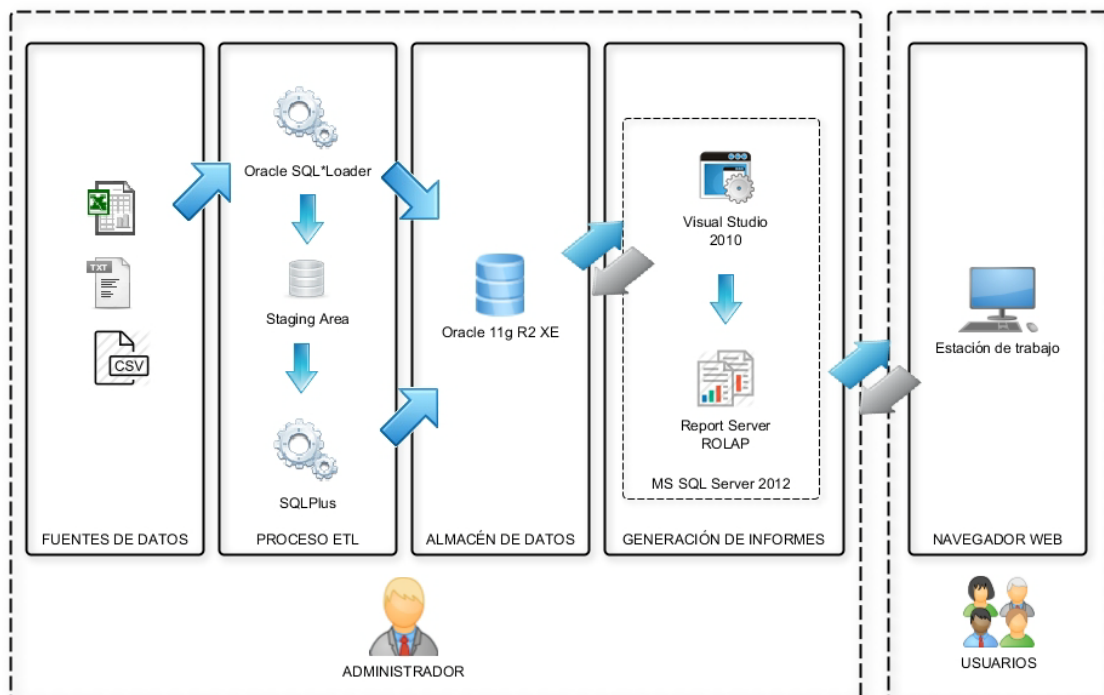 Oracle SQL*Loader
Staging Area
SQLPlus
TXT
CSV
Oracle 11g R2 XE
Visual Studio
2010
Report Server
ROLAP
MS SQL Server 2012
Estación de trabajo
FUENTES DE DATOS
PROCESO ETL
ALMACÉN DE DATOS
GENERACIÓN DE INFORMES
NAVEGADOR WEB
ADMINISTRADOR
USUARIOS